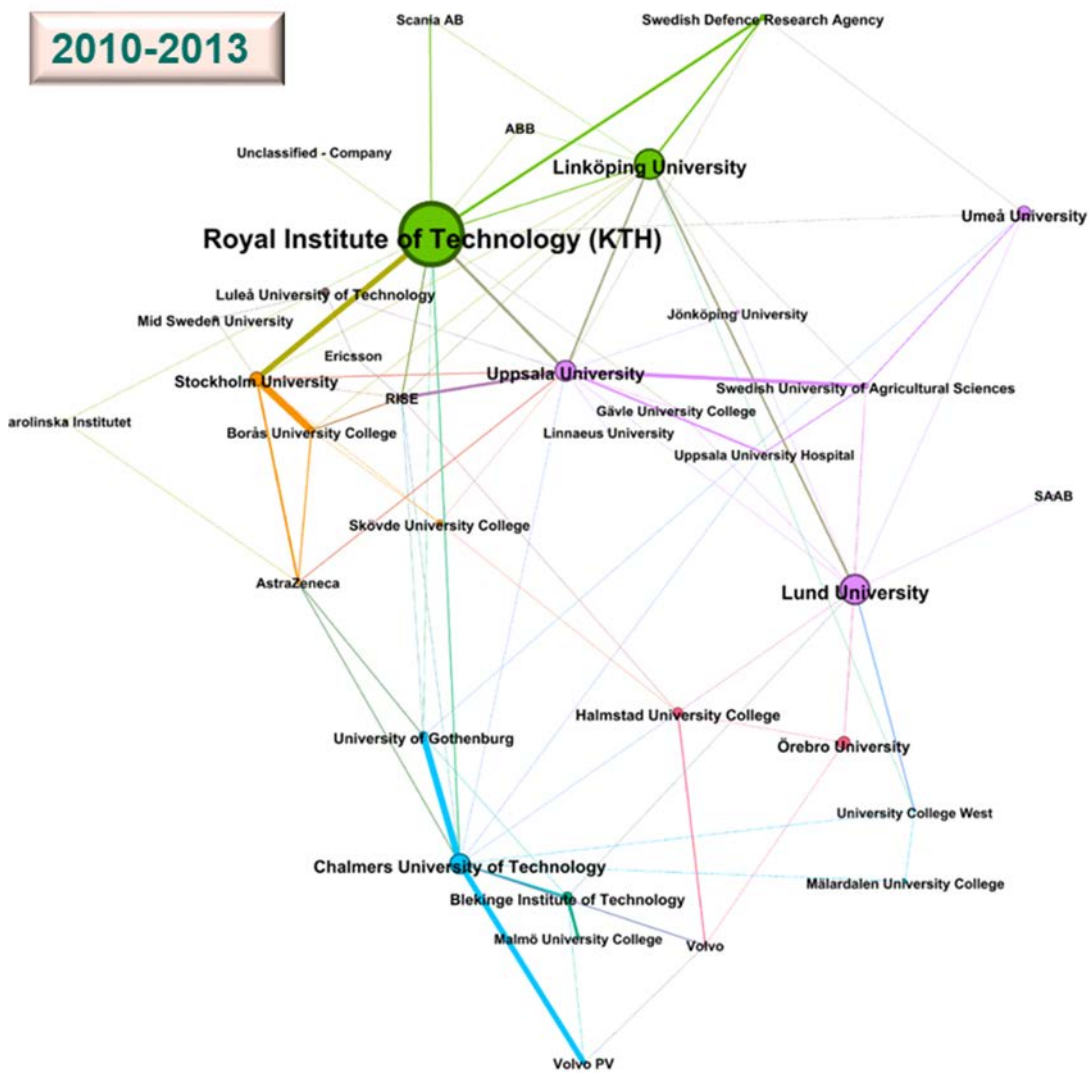 2010-2013
Scania AB
Swedish Defence Research Agency
ABB
Unclassified - Company
Linköping University
Umeå University
Royal Institute of Technology (KTH)
Luleå University of Technology
Mid Sweden University
Jönköping University
Ericsson
Stockholm University
Uppsala University
Swedish University of Agricultural Sciences
RISE
Gävle University College
arolinska Institutet
Borås University College
Linnaeus University
Uppsala University Hospital
SAAB
Skövde University College
AstraZeneca
Lund University
Halmstad University College
University of Gothenburg
Örebro University
University College West
Chalmers University of Technology
Mälardalen University College
Blekinge Institute of Technology
Malmö University College
Volvo
Volvo PV